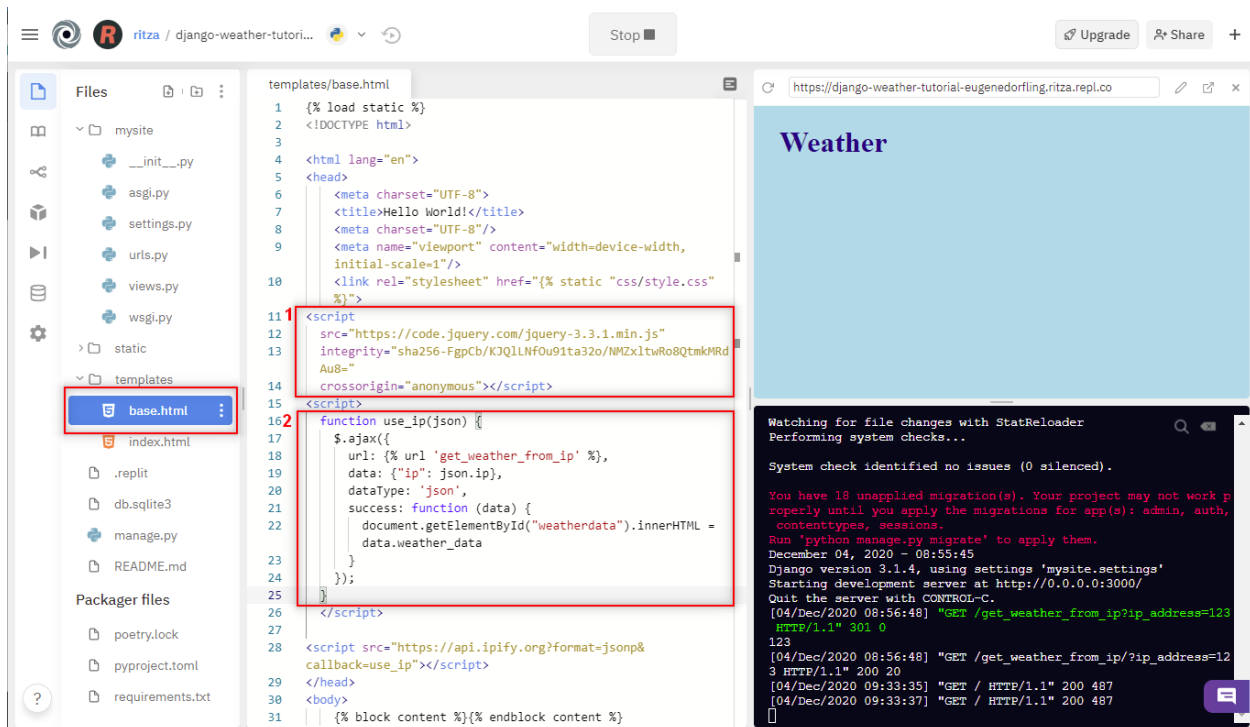 R ritza / django-weather-tutori...
Stop
Upgrade
Share
Files
mysite
__init__.py
asgi.py
settings.py
urls.py
views.py
wsgi.py
static
templates
base.html
index.html
.replit
db.sqlite3
manage.py
README.md
Packager files
poetry.lock
pyproject.toml
requirements.txt
?
templates/base.html
1 {% load static %}
2 <!DOCTYPE html>
3
4 <html lang="en">
5 <head>
6 <meta charset="UTF-8">
7 <title>Hello World!</title>
8 <meta charset="UTF-8"/>
9 <meta name="viewport" content="width=device-width,
initial-scale=1"/>
10 <link rel="stylesheet" href="{% static "css/style.css"
%}">
11 1 <script
12 src="https://code.jquery.com/jquery-3.3.1.min.js"
13 integrity="sha256-FgpCb/KJQlLNfOu91ta32o/NMZxltwRo8QtmkMRd
Au8="
14 crossorigin="anonymous"></script>
15 <script>
16 2 function use_ip(json) {
17 $.ajax({
18 url: {% url 'get_weather_from_ip' %},
19 data: {"ip": json.ip},
20 dataType: 'json',
21 success: function (data) {
22 document.getElementById("weatherdata").innerHTML =
data.weather_data
23 }
24 });
25 }
26 </script>
27
28 <script src="https://api.ipify.org?format=jsonp&
callback=use_ip"></script>
29 </head>
30 <body>
31 {% block content %}{% endblock content %}
https://django-weather-tutorial-eugenedorfling.ritza.repl.co
Weather
Watching for file changes with StatReloader
Performing system checks...
System check identified no issues (0 silenced).
You have 18 unapplied migration(s). Your project may not work p
roperly until you apply the migrations for app(s): admin, auth,
contenttypes, sessions.
Run 'python manage.py migrate' to apply them.
December 04, 2020 - 08:55:45
Django version 3.1.4, using settings 'mysite.settings'
Starting development server at http://0.0.0.0:3000/
Quit the server with CONTROL-C.
[04/Dec/2020 08:56:48] "GET /get_weather_from_ip?ip_address=123
HTTP/1.1" 301 0
123
[04/Dec/2020 08:56:48] "GET /get_weather_from_ip/?ip_address=12
3 HTTP/1.1" 200 20
[04/Dec/2020 09:33:35] "GET / HTTP/1.1" 200 487
[04/Dec/2020 09:33:37] "GET / HTTP/1.1" 200 487